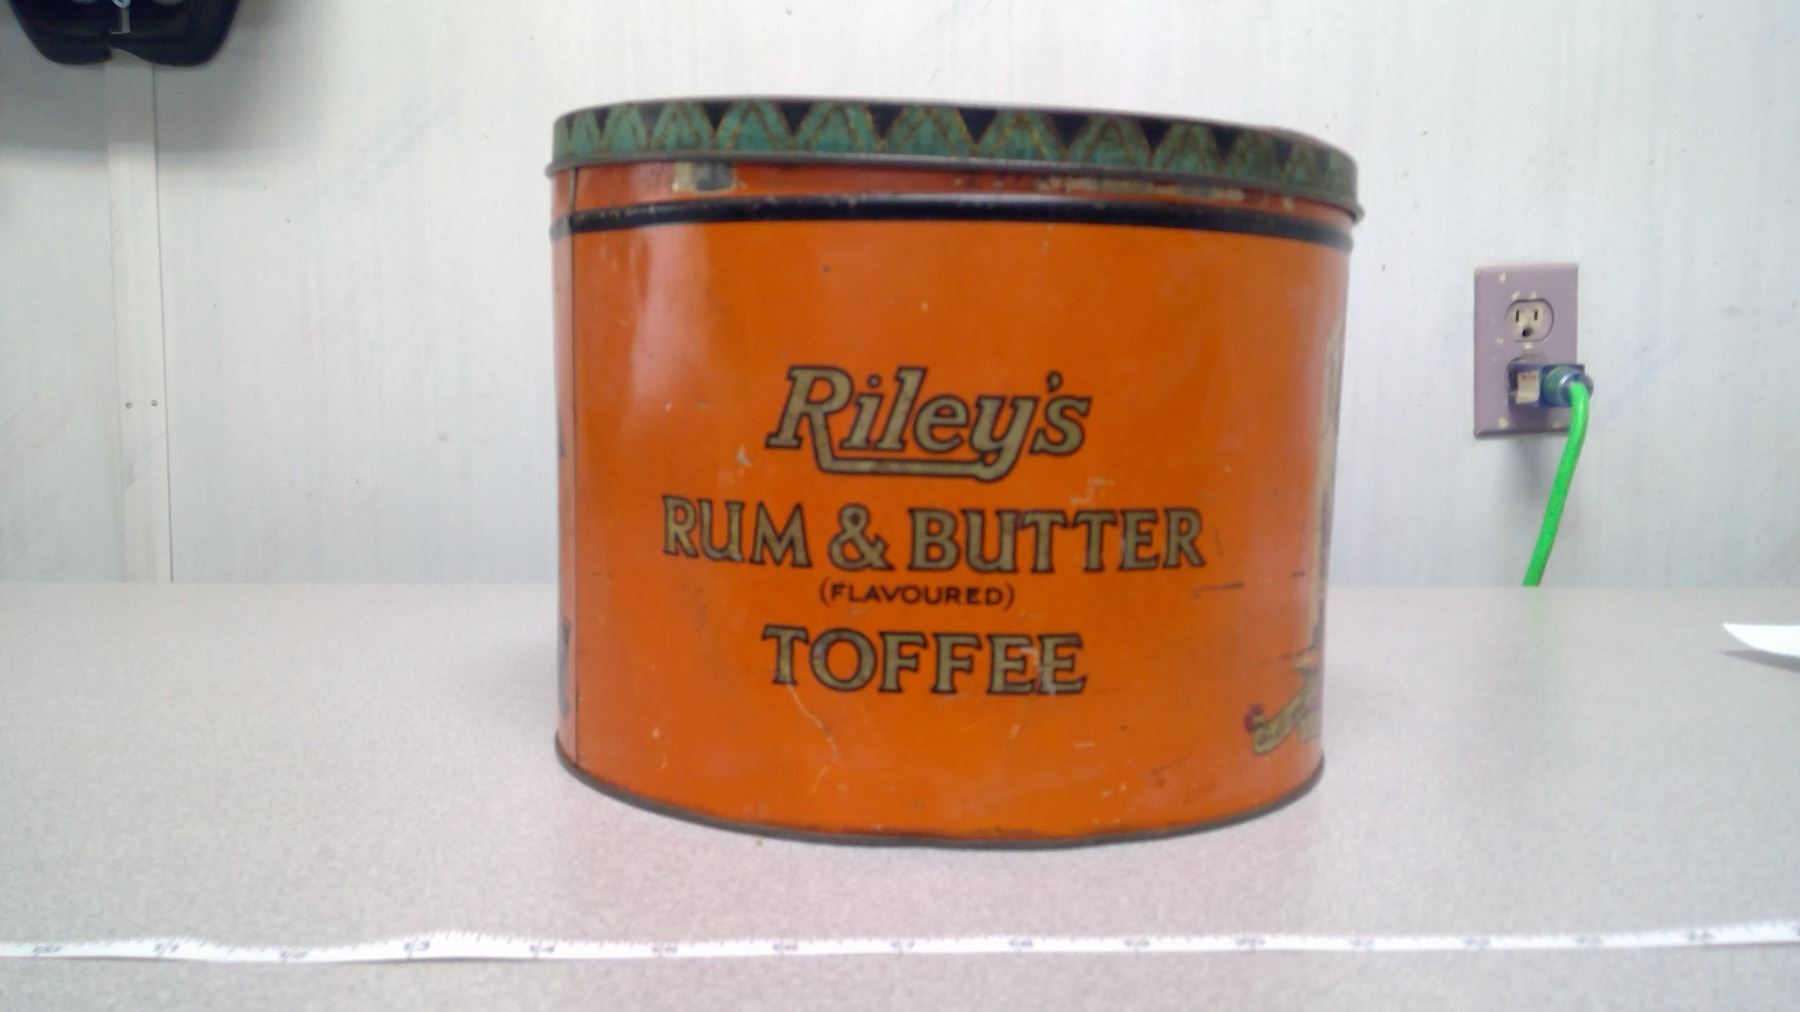 Riley's
RUM & BUTTER
(FLAVOURED)
TOFFEE